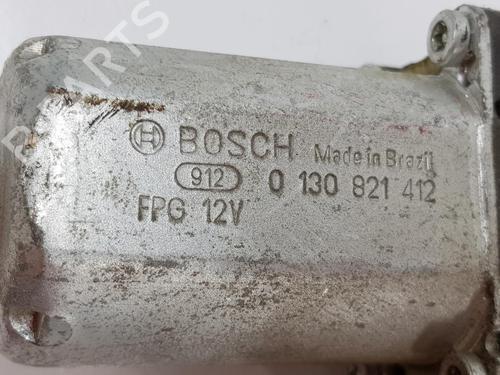 BOSCH Made in Brazil
912 0 130 821 412
FPG 12V